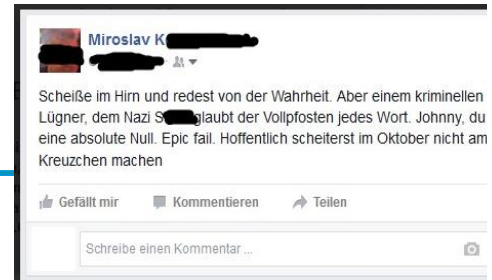 Miroslav K
Scheiße im Hirn und redest von der Wahrheit. Aber einem kriminellen
Lügner, dem Nazi S glaubt der Vollpfosten jedes Wort. Johnny, du
eine absolute Null. Epic fail. Hoffentlich scheiterst im Oktober nicht am
Kreuzchen machen
Gefällt mir Kommentieren Teilen
Schreibe einen Kommentar ...